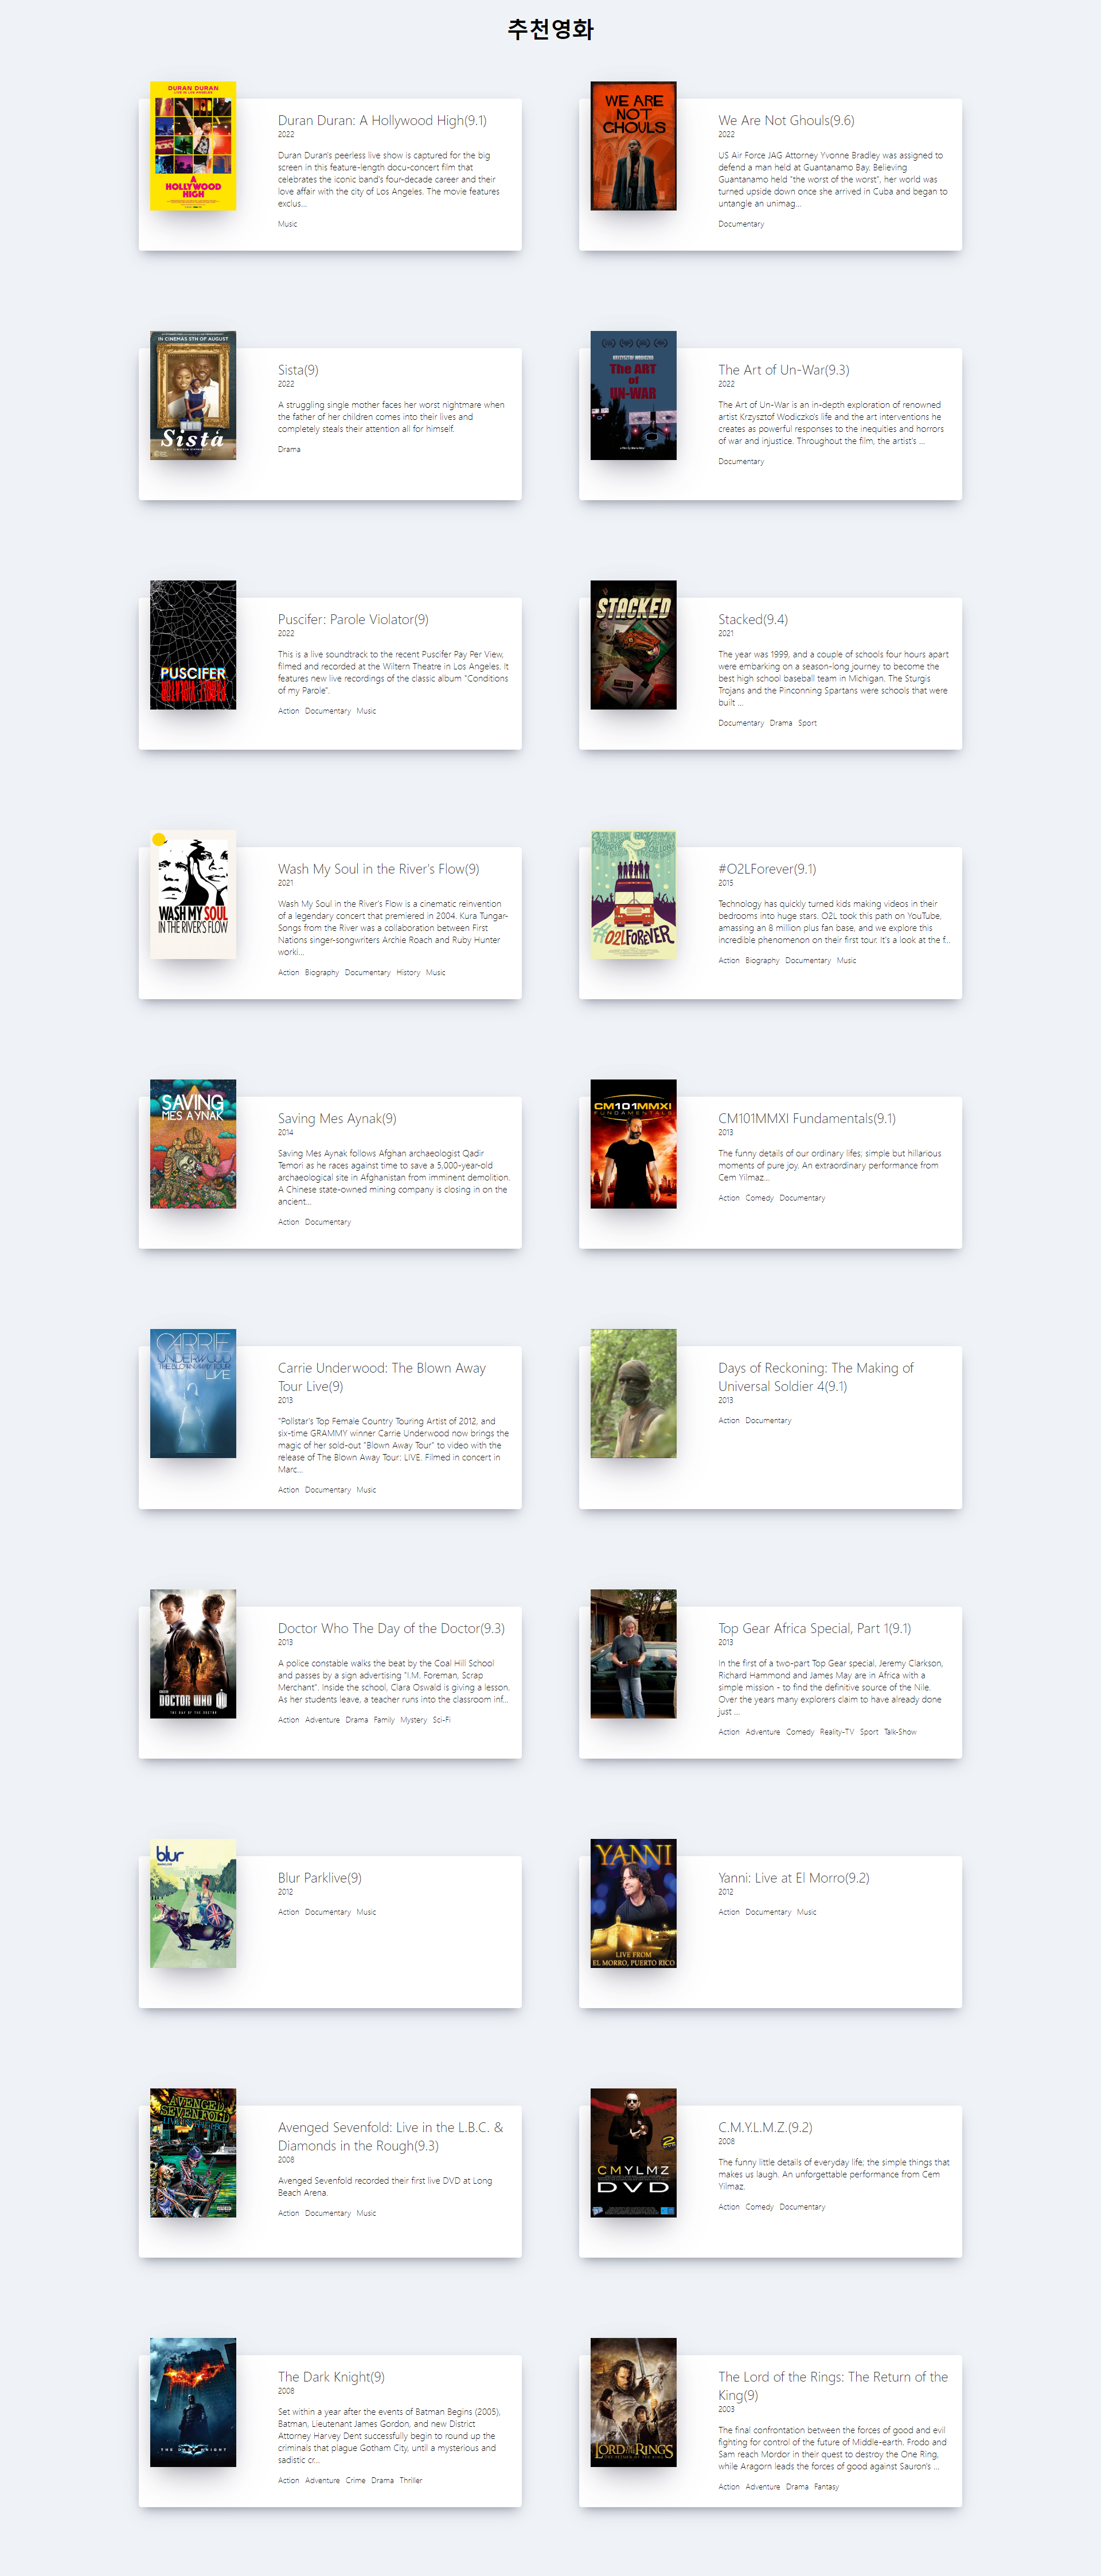 추천영화
DURAN DURAN
LIVE IN LOS ANGELES
A
HOLLYWOOD
HIGH
Duran Duran: A Hollywood High(9.1)
2022
Duran Duran's peerless live show is captured for the big
screen in this feature-length docu-concert film that
celebrates the iconic band's four-decade career and their
love affair with the city of Los Angeles. The movie features
exclus...
Music
WE ARE
NOT
GHOULS
We Are Not Ghouls(9.6)
2022
US Air Force JAG Attorney Yvonne Bradley was assigned to
defend a man held at Guantanamo Bay. Believing
Guantanamo held "the worst of the worst", her world was
turned upside down once she arrived in Cuba and began to
untangle an unimag...
Documentary
IN CINEMAS 5TH OF AUGUST
Sistá
Sista(9)
2022
A struggling single mother faces her worst nightmare when
the father of her children comes into their lives and
completely steals their attention all for himself.
Drama
KRZYSZTOF WODICZKO
The ART
of
UN-WAR
The Art of Un-War(9.3)
2022
The Art of Un-War is an in-depth exploration of renowned
artist Krzysztof Wodiczko's life and the art interventions he
creates as powerful responses to the inequities and horrors
of war and injustice. Throughout the film, the artist's ...
Documentary
PUSCIFER
Puscifer: Parole Violator(9)
2022
This is a live soundtrack to the recent Puscifer Pay Per View,
filmed and recorded at the Wiltern Theatre in Los Angeles. It
features new live recordings of the classic album "Conditions
of my Parole".
Action Documentary Music
STACKED
Stacked(9.4)
2021
The year was 1999, and a couple of schools four hours apart
were embarking on a season-long journey to become the
best high school baseball team in Michigan. The Sturgis
Trojans and the Pinconning Spartans were schools that were
built ...
Documentary Drama Sport
WASH MY SOUL
IN THE RIVER'S FLOW
Wash My Soul in the River's Flow(9)
2021
Wash My Soul in the River's Flow is a cinematic reinvention
of a legendary concert that premiered in 2004. Kura Tungar-
Songs from the River was a collaboration between First
Nations singer-songwriters Archie Roach and Ruby Hunter
worki...
Action Biography Documentary History Music
#O2LFOREVER
#O2LForever(9.1)
2015
Technology has quickly turned kids making videos in their
bedrooms into huge stars. O2L took this path on YouTube,
amassing an 8 million plus fan base, and we explore this
incredible phenomenon on their first tour. It's a look at the f...
Action Biography Documentary Music
SAVING
MES AYNAK
Saving Mes Aynak(9)
2014
Saving Mes Aynak follows Afghan archaeologist Qadir
Temori as he races against time to save a 5,000-year-old
archaeological site in Afghanistan from imminent demolition.
A Chinese state-owned mining company is closing in on the
ancient...
Action Documentary
CM101MMXI
FUNDAMENTALS
CM101MMXI Fundamentals(9.1)
2013
The funny details of our ordinary lifes; simple but hillarious
moments of pure joy. An extraordinary performance from
Cem Yilmaz...
Action Comedy Documentary
CARRIE
UNDERWOOD
THE BLOWN AWAY TOUR
LIVE
Carrie Underwood: The Blown Away
Tour Live(9)
2013
"Pollstar's Top Female Country Touring Artist of 2012, and
six-time GRAMMY winner Carrie Underwood now brings the
magic of her sold-out "Blown Away Tour" to video with the
release of The Blown Away Tour: LIVE. Filmed in concert in
Marc...
Action Documentary Music
Days of Reckoning: The Making of
Universal Soldier 4(9.1)
2013
Action Documentary
DOCTOR WHO
THE DAY OF THE DOCTOR
Doctor Who The Day of the Doctor(9.3)
2013
A police constable walks the beat by the Coal Hill School
and passes by a sign advertising "I.M. Foreman, Scrap
Merchant". Inside the school, Clara Oswald is giving a lesson.
As her students leave, a teacher runs into the classroom inf...
Action Adventure Drama Family Mystery Sci-Fi
Top Gear Africa Special, Part 1(9.1)
2013
In the first of a two-part Top Gear special, Jeremy Clarkson,
Richard Hammond and James May are in Africa with a
simple mission - to find the definitive source of the Nile.
Over the years many explorers claim to have already done
just ...
Action Adventure Comedy Reality-TV Sport Talk-Show
blur
Blur Parklive(9)
2012
Action Documentary Music
YANNI
LIVE FROM
EL MORRO, PUERTO RICO
Yanni: Live at El Morro(9.2)
2012
Action Documentary Music
AVENGED
SEVENFOLD
LIVE IN THE LBC
Avenged Sevenfold: Live in the L.B.C. &
Diamonds in the Rough(9.3)
2008
Avenged Sevenfold recorded their first live DVD at Long
Beach Arena.
Action Documentary Music
2
CMYLMZ
DVD
C.M.Y.L.M.Z.(9.2)
2008
The funny little details of everyday life; the simple things that
makes us laugh. An unforgettable performance from Cem
Yilmaz.
Action Comedy Documentary
THE DARK KNIGHT
The Dark Knight(9)
2008
Set within a year after the events of Batman Begins (2005),
Batman, Lieutenant James Gordon, and new District
Attorney Harvey Dent successfully begin to round up the
criminals that plague Gotham City, until a mysterious and
sadistic cr...
Action Adventure Crime Drama Thriller
THE LORD OF THE RINGS
THE RETURN OF THE KING
The Lord of the Rings: The Return of the
King(9)
2003
The final confrontation between the forces of good and evil
fighting for control of the future of Middle-earth. Frodo and
Sam reach Mordor in their quest to destroy the One Ring,
while Aragorn leads the forces of good against Sauron's ...
Action Adventure Drama Fantasy